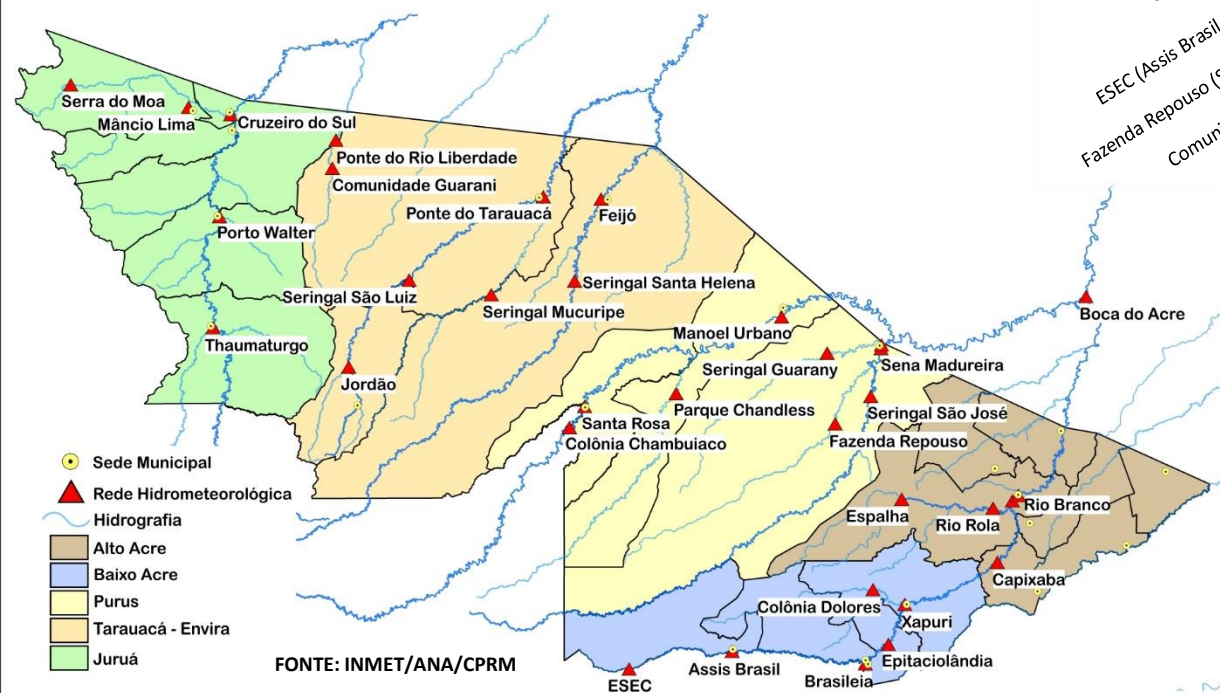 ESEC (Assis Brasil
Fazenda Repouso (S
Comuni
Serra do Moa
Mâncio Lima
Cruzeiro do Sul
Ponte do Rio Liberdade
Comunidade Guarani
Ponte do Tarauacá
Feijó
Porto Walter
Seringal São Luiz
Seringal Mucuripe
Seringal Santa Helena
Thaumaturgo
Jordão
Manoel Urbano
Boca do Acre
Seringal Guarany
Sena Madureira
Parque Chandless
Seringal São José
Santa Rosa
Colônia Chambuiaco
Fazenda Repouso
Espalha
Rio Rola
Rio Branco
Capixaba
Colônia Dolores
Xapuri
Epitaciolândia
Assis Brasil
Brasileia
ESEC
Sede Municipal
Rede Hidrometeorológica
Hidrografia
Alto Acre
Baixo Acre
Purus
Tarauacá - Envira
Juruá
FONTE: INMET/ANA/CPRM